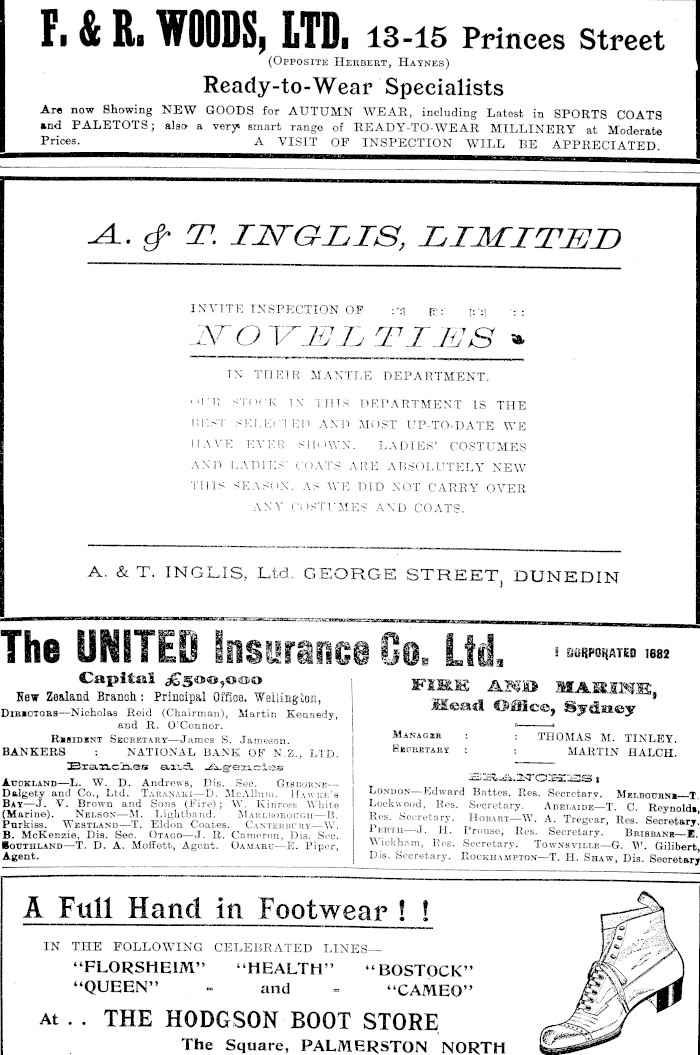 F. & R. WOODS, LTD. 13-15 Princes Street
(OPPOSITE HERBERT, HAYNES)
Ready-to-Wear Specialists
Are now Showing NEW GOODS for AUTUMN WEAR, including Latest in SPORTS COATS
and PALETOTS; also a very smart range of READY-TO-WEAR MILLINERY at Moderate
Prices. A VISIT OF INSPECTION WILL BE APPRECIATED.
A. & T. INGLIS, LIMITED
INVITE INSPECTION OF
NOVELTIES
IN THEIR MANTLE DEPARTMENT.
OUR STOCK IN THIS DEPARTMENT IS THE
BEST SELECTED AND MOST UP-TO-DATE WE
HAVE EVER SHOWN. LADIES' COSTUMES
AND LADIES' COATS ARE ABSOLUTELY NEW
THIS SEASON, AS WE DID NOT CARRY OVER
ANY COSTUMES AND COATS.
A. & T. INGLIS, Ltd. GEORGE STREET, DUNEDIN
The UNITED Insurance Co. Ltd. CORPORATED 1882
Capital £500,000
New Zealand Branch: Principal Office, Wellington,
DIRECTORS—Nicholas Reid (Chairman), Martin Kennedy,
and R. O'Connor.
RESIDENT SECRETARY—James S. Jameson.
BANKERS : NATIONAL BANK OF N.Z., LTD.
Branches and Agencies
AUCKLAND—L. W. D. Andrews, Dis. Sec. GISBORNE—
Dalgety and Co., Ltd. TARANAKI—D. McAllum. HAWKE'S
BAY—J. V. Brown and Sons (Fire); W. Kinross White
(Marine). NELSON—M. Lightband. MARLBOROUGH—B.
Purkiss. WESTLAND—T. Eldon Coates. CANTERBURY—W.
B. McKenzie, Dis. Sec. OTAGO—J. R. Cameron, Dis. Sec.
SOUTHLAND—T. D. A. Moffett, Agent. OAMARU—E. Piper,
Agent.
FIRE AND MARINE,
Head Office, Sydney
MANAGER : : THOMAS M. TINLEY.
SECRETARY : : MARTIN HALCH.
BRANCHES:
LONDON—Edward Battes, Res. Secretary. MELBOURNE—T.
Lockwood, Res. Secretary. ADELAIDE—T. C. Reynolds,
Res. Secretary. HOBART—W. A. Tregear, Res. Secretary.
PERTH—J. H. Prouse, Res. Secretary. BRISBANE—E.
Wickham, Res. Secretary. TOWNSVILLE—G. W. Gilibert,
Dis. Secretary. ROCKHAMPTON—T. H. SHAW, Dis. Secretary
A Full Hand in Footwear ! !
IN THE FOLLOWING CELEBRATED LINES—
"FLORSHEIM" "HEALTH" "BOSTOCK"
"QUEEN" - and - "CAMEO"
At . . THE HODGSON BOOT STORE
The Square, PALMERSTON NORTH